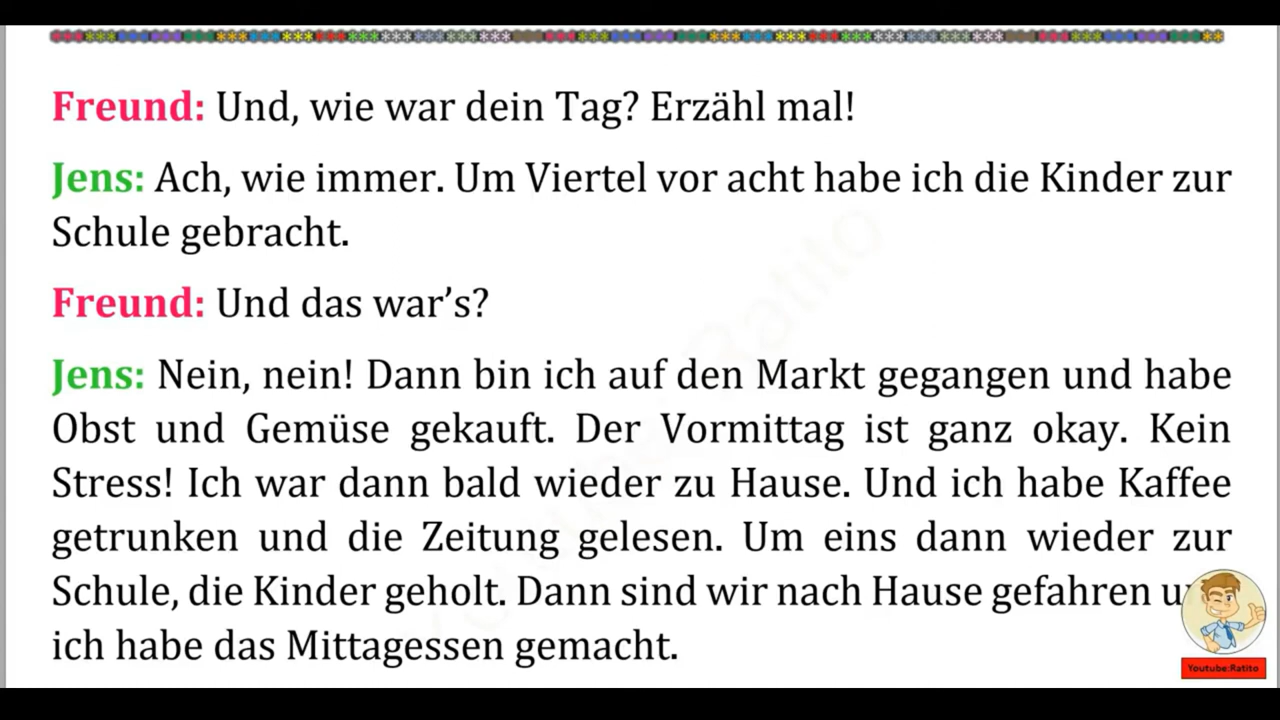 Freund: Und, wie war dein Tag? Erzähl mal!
Jens: Ach, wie immer. Um Viertel vor acht habe ich die Kinder zur
Schule gebracht.
Freund: Und das war’s?
Jens: Nein, nein! Dann bin ich auf den Markt gegangen und habe
Obst und Gemüse gekauft. Der Vormittag ist ganz okay. Kein
Stress! Ich war dann bald wieder zu Hause. Und ich habe Kaffee
getrunken und die Zeitung gelesen. Um eins dann wieder zur
Schule, die Kinder geholt. Dann sind wir nach Hause gefahren
ich habe das Mittagessen gemacht.
Youtube:Ratito